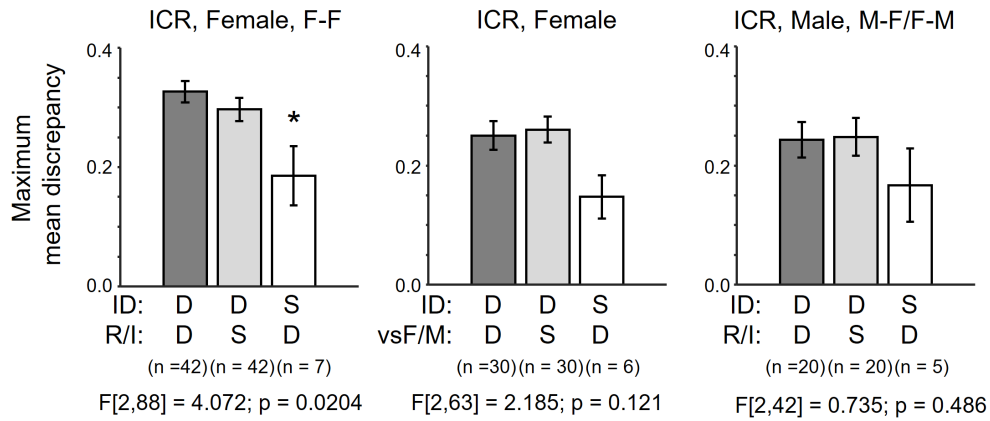 ICR, Female, F-F
ICR, Female
ICR, Male, M-F/F-M
Maximum
mean discrepancy
0.4
0.2
0.0
*
ID: D D S
R/I: D S D
(n =42) (n = 42) (n = 7)
F[2,88] = 4.072; p = 0.0204
0.4
0.2
0.0
ID: D D S
vsF/M: D S D
(n =30) (n = 30) (n = 6)
F[2,63] = 2.185; p = 0.121
0.4
0.2
0.0
ID: D D S
R/I: D S D
(n =20) (n = 20) (n = 5)
F[2,42] = 0.735; p = 0.486